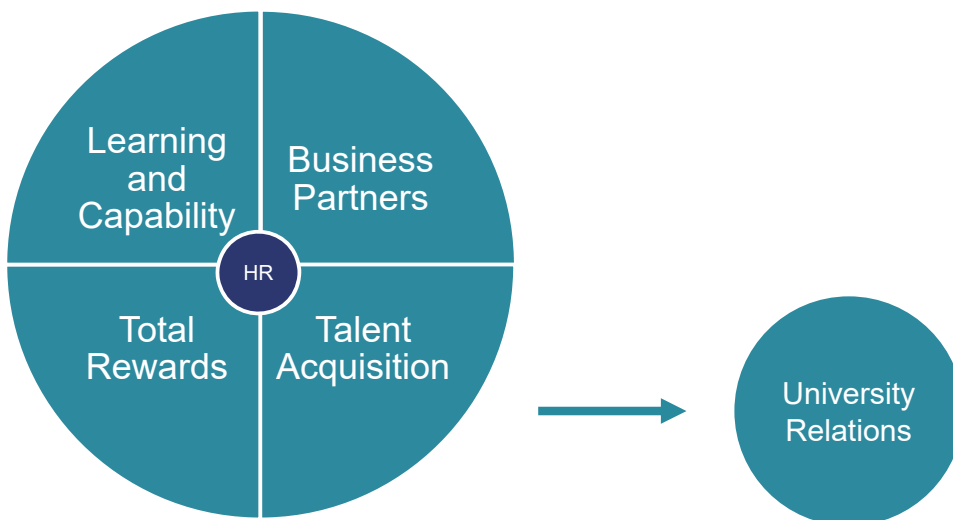 Learning
and
Capability
Business
Partners
HR
Total
Rewards
Talent
Acquisition
University
Relations